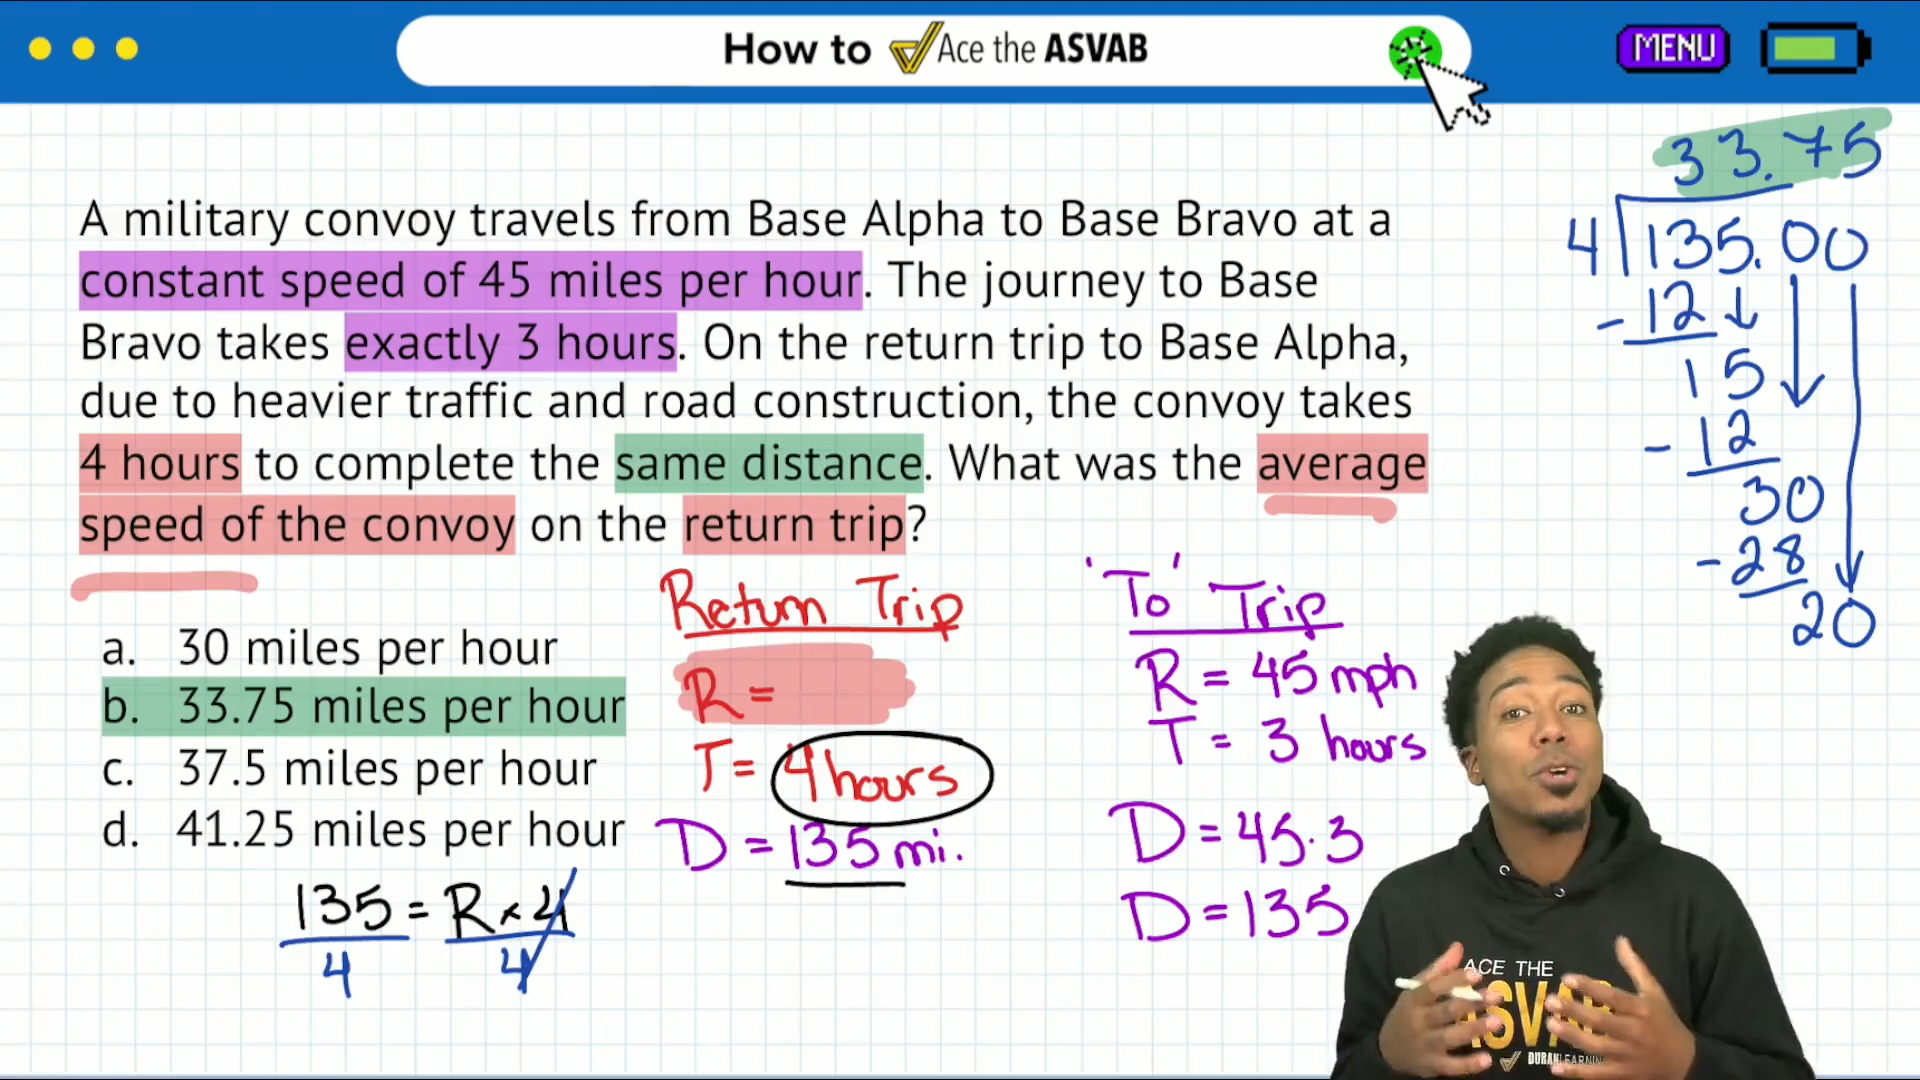 How to Ace the ASVAB
MENU
A military convoy travels from Base Alpha to Base Bravo at a
constant speed of 45 miles per hour. The journey to Base
Bravo takes exactly 3 hours. On the return trip to Base Alpha,
due to heavier traffic and road construction, the convoy takes
4 hours to complete the same distance. What was the average
speed of the convoy on the return trip?
a. 30 miles per hour
b. 33.75 miles per hour
c. 37.5 miles per hour
d. 41.25 miles per hour
135 = R × 4
4 4
Return Trip
R =
T = 4 hours
D = 135 mi.
'To' Trip
R = 45 mph
T = 3 hours
D = 45·3
D = 135
33.75
4 135.00
- 12
15
- 12
30
- 28
20
ACE THE
ASVAB